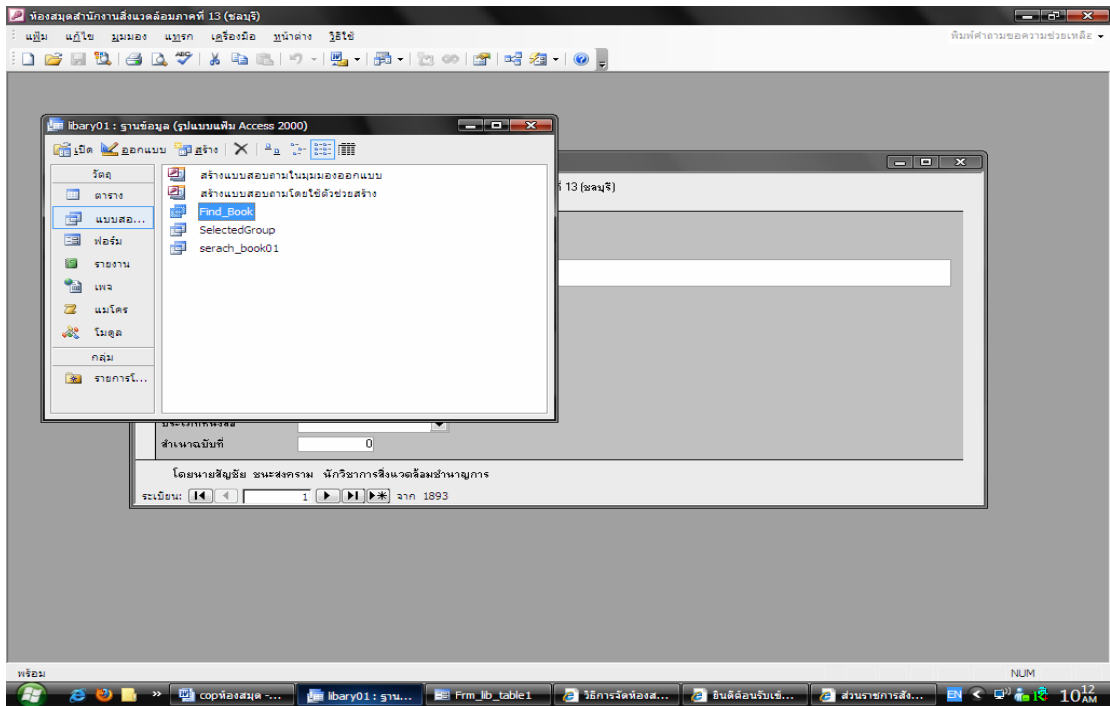 ห้องสมุดสำนักงานสิ่งแวดล้อมภาคที่ 13 (ชลบุรี)
แฟ้ม แก้ไข มุมมอง แทรก เครื่องมือ หน้าต่าง วิธีใช้ พิมพ์คำถามขอความช่วยเหลือ
libary01 : ฐานข้อมูล (รูปแบบแฟ้ม Access 2000)
เปิด ออกแบบ สร้าง
วัตถุ
ตาราง
แบบสอ...
ฟอร์ม
รายงาน
เพจ
แมโคร
โมดูล
กลุ่ม
รายการโ...
สร้างแบบสอบถามในมุมมองออกแบบ
สร้างแบบสอบถามโดยใช้ตัวช่วยสร้าง
Find_Book
SelectedGroup
serach_book01
ที่ 13 (ชลบุรี)
ประเภทหนังสือ
สำเนาฉบับที่ 0
โดยนายสัญชัย ชนะสงคราม นักวิชาการสิ่งแวดล้อมชำนาญการ
ระเบียน: 1 จาก 1893
พร้อม NUM
copห้องสมุด -... libary01 : ฐาน... Frm_lib_table1 วิธีการจัดห้องส... ยินดีต้อนรับเข้... ส่วนราชการสัง... EN 10 12 AM